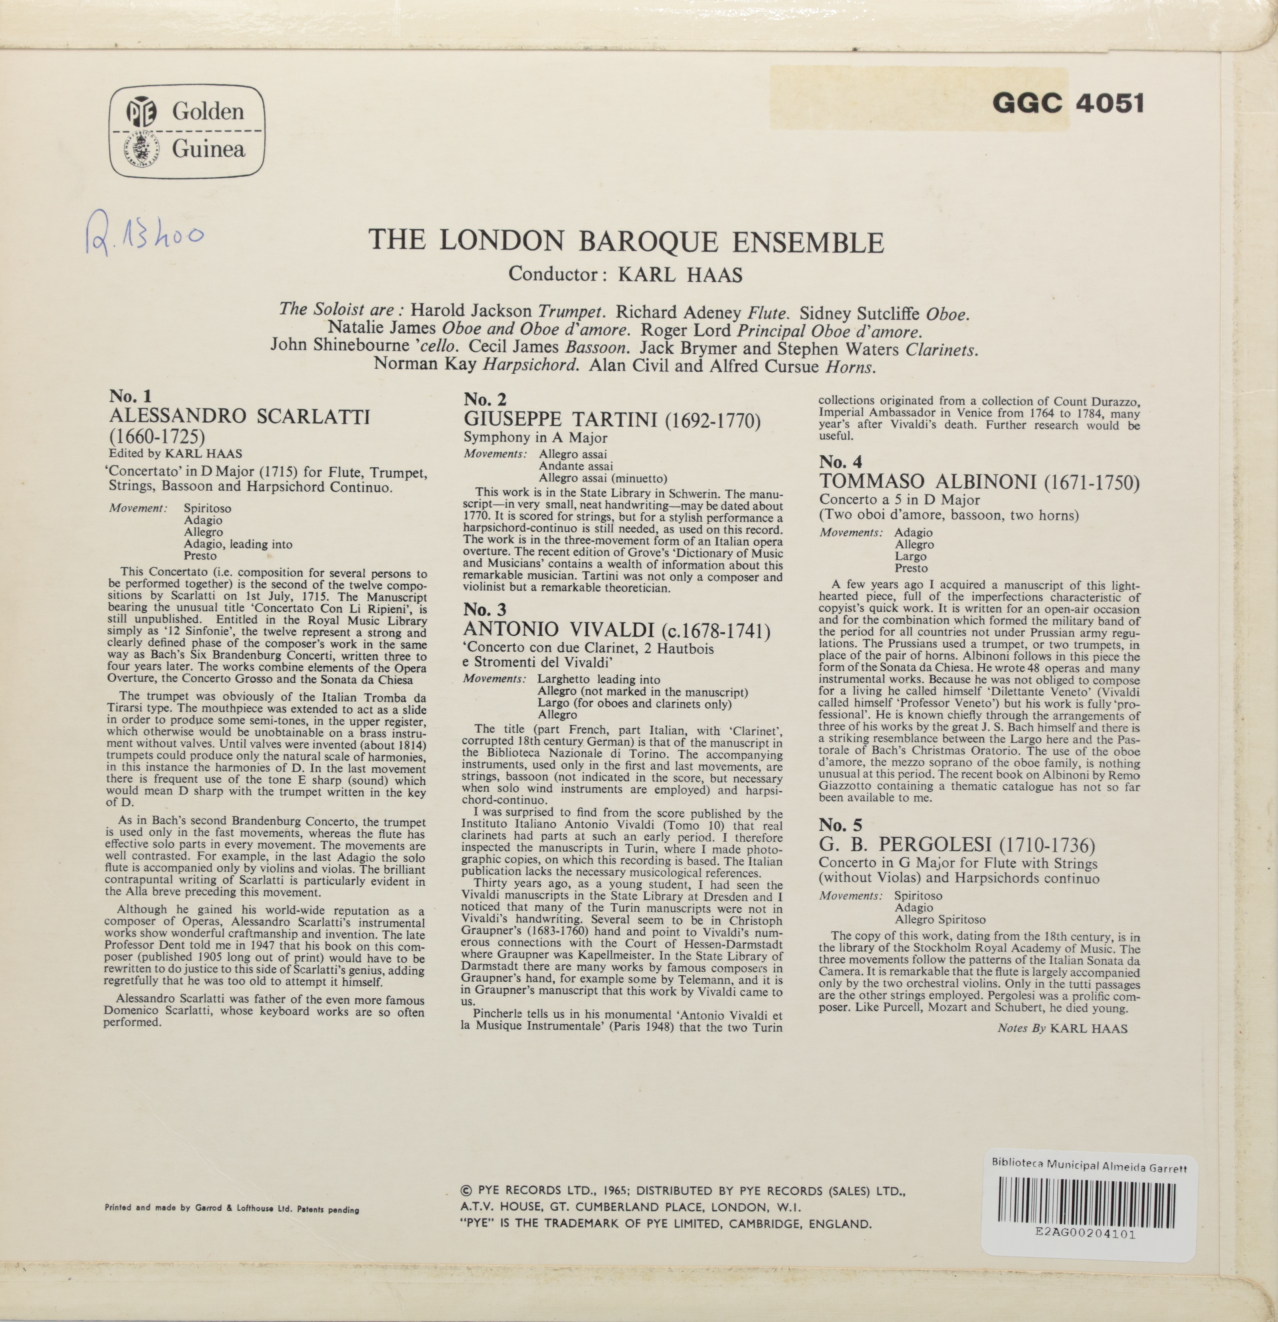 PYE Golden
Guinea
GGC 4051
R.13400
THE LONDON BAROQUE ENSEMBLE
Conductor: KARL HAAS
The Soloist are : Harold Jackson Trumpet. Richard Adeney Flute. Sidney Sutcliffe Oboe.
Natalie James Oboe and Oboe d'amore. Roger Lord Principal Oboe d'amore.
John Shinebourne 'cello. Cecil James Bassoon. Jack Brymer and Stephen Waters Clarinets.
Norman Kay Harpsichord. Alan Civil and Alfred Cursue Horns.
No. 1
ALESSANDRO SCARLATTI
(1660-1725)
Edited by KARL HAAS
'Concertato' in D Major (1715) for Flute, Trumpet,
Strings, Bassoon and Harpsichord Continuo.
Movement: Spiritoso
Adagio
Allegro
Adagio, leading into
Presto
This Concertato (i.e. composition for several persons to
be performed together) is the second of the twelve compo-
sitions by Scarlatti on 1st July, 1715. The Manuscript
bearing the unusual title 'Concertato Con Li Ripieni', is
still unpublished. Entitled in the Royal Music Library
simply as '12 Sinfonie', the twelve represent a strong and
clearly defined phase of the composer's work in the same
way as Bach's Six Brandenburg Concerti, written three to
four years later. The works combine elements of the Opera
Overture, the Concerto Grosso and the Sonata da Chiesa
The trumpet was obviously of the Italian Tromba da
Tirarsi type. The mouthpiece was extended to act as a slide
in order to produce some semi-tones, in the upper register,
which otherwise would be unobtainable on a brass instru-
ment without valves. Until valves were invented (about 1814)
trumpets could produce only the natural scale of harmonies,
in this instance the harmonies of D. In the last movement
there is frequent use of the tone E sharp (sound) which
would mean D sharp with the trumpet written in the key
of D.
As in Bach's second Brandenburg Concerto, the trumpet
is used only in the fast movements, whereas the flute has
effective solo parts in every movement. The movements are
well contrasted. For example, in the last Adagio the solo
flute is accompanied only by violins and violas. The brilliant
contrapuntal writing of Scarlatti is particularly evident in
the Alla breve preceding this movement.
Although he gained his world-wide reputation as a
composer of Operas, Alessandro Scarlatti's instrumental
works show wonderful craftmanship and invention. The late
Professor Dent told me in 1947 that his book on this com-
poser (published 1905 long out of print) would have to be
rewritten to do justice to this side of Scarlatti's genius, adding
regretfully that he was too old to attempt it himself.
Alessandro Scarlatti was father of the even more famous
Domenico Scarlatti, whose keyboard works are so often
performed.
No. 2
GIUSEPPE TARTINI (1692-1770)
Symphony in A Major
Movements: Allegro assai
Andante assai
Allegro assai (minuetto)
This work is in the State Library in Schwerin. The manu-
script—in very small, neat handwriting—may be dated about
1770. It is scored for strings, but for a stylish performance a
harpsichord-continuo is still needed, as used on this record.
The work is in the three-movement form of an Italian opera
overture. The recent edition of Grove's 'Dictionary of Music
and Musicians' contains a wealth of information about this
remarkable musician. Tartini was not only a composer and
violinist but a remarkable theoretician.
No. 3
ANTONIO VIVALDI (c.1678-1741)
'Concerto con due Clarinet, 2 Hautbois
e Stromenti del Vivaldi'
Movements: Larghetto leading into
Allegro (not marked in the manuscript)
Largo (for oboes and clarinets only)
Allegro
The title (part French, part Italian, with 'Clarinet',
corrupted 18th century German) is that of the manuscript in
the Biblioteca Nazionale di Torino. The accompanying
instruments, used only in the first and last movements, are
strings, bassoon (not indicated in the score, but necessary
when solo wind instruments are employed) and harpsi-
chord-continuo.
I was surprised to find from the score published by the
Instituto Italiano Antonio Vivaldi (Tomo 10) that real
clarinets had parts at such an early period. I therefore
inspected the manuscripts in Turin, where I made photo-
graphic copies, on which this recording is based. The Italian
publication lacks the necessary musicological references.
Thirty years ago, as a young student, I had seen the
Vivaldi manuscripts in the State Library at Dresden and I
noticed that many of the Turin manuscripts were not in
Vivaldi's handwriting. Several seem to be in Christoph
Graupner's (1683-1760) hand and point to Vivaldi's num-
erous connections with the Court of Hessen-Darmstadt
where Graupner was Kapellmeister. In the State Library of
Darmstadt there are many works by famous composers in
Graupner's hand, for example some by Telemann, and it is
in Graupner's manuscript that this work by Vivaldi came to
us.
Pincherle tells us in his monumental 'Antonio Vivaldi et
la Musique Instrumentale' (Paris 1948) that the two Turin
collections originated from a collection of Count Durazzo,
Imperial Ambassador in Venice from 1764 to 1784, many
year's after Vivaldi's death. Further research would be
useful.
No. 4
TOMMASO ALBINONI (1671-1750)
Concerto a 5 in D Major
(Two oboi d'amore, bassoon, two horns)
Movements: Adagio
Allegro
Largo
Presto
A few years ago I acquired a manuscript of this light-
hearted piece, full of the imperfections characteristic of
copyist's quick work. It is written for an open-air occasion
and for the combination which formed the military band of
the period for all countries not under Prussian army regu-
lations. The Prussians used a trumpet, or two trumpets, in
place of the pair of horns. Albinoni follows in this piece the
form of the Sonata da Chiesa. He wrote 48 operas and many
instrumental works. Because he was not obliged to compose
for a living he called himself 'Dilettante Veneto' (Vivaldi
called himself 'Professor Veneto') but his work is fully 'pro-
fessional'. He is known chiefly through the arrangements of
three of his works by the great J. S. Bach himself and there is
a striking resemblance between the Largo here and the Pas-
torale of Bach's Christmas Oratorio. The use of the oboe
d'amore, the mezzo soprano of the oboe family, is nothing
unusual at this period. The recent book on Albinoni by Remo
Giazzotto containing a thematic catalogue has not so far
been available to me.
No. 5
G. B. PERGOLESI (1710-1736)
Concerto in G Major for Flute with Strings
(without Violas) and Harpsichords continuo
Movements: Spiritoso
Adagio
Allegro Spiritoso
The copy of this work, dating from the 18th century, is in
the library of the Stockholm Royal Academy of Music. The
three movements follow the patterns of the Italian Sonata da
Camera. It is remarkable that the flute is largely accompanied
only by the two orchestral violins. Only in the tutti passages
are the other strings employed. Pergolesi was a prolific com-
poser. Like Purcell, Mozart and Schubert, he died young.
Notes By KARL HAAS
Printed and made by Garrod & Lofthouse Ltd. Patents pending
© PYE RECORDS LTD., 1965; DISTRIBUTED BY PYE RECORDS (SALES) LTD.,
A.T.V. HOUSE, GT. CUMBERLAND PLACE, LONDON, W.I.
"PYE" IS THE TRADEMARK OF PYE LIMITED, CAMBRIDGE, ENGLAND.
Biblioteca Municipal Almeida Garrett
E2AG00204101